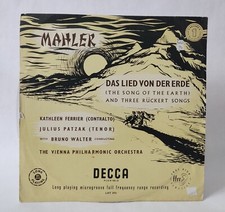 MAHLER
DAS LIED VON DER ERDE
(THE SONG OF THE EARTH)
AND THREE RÜCKERT SONGS
KATHLEEN FERRIER (CONTRALTO)
JULIUS PATZAK (TENOR)
WITH BRUNO WALTER
THE VIENNA PHILHARMONIC ORCHESTRA
DECCA
Long playing microgroove full frequency range recording